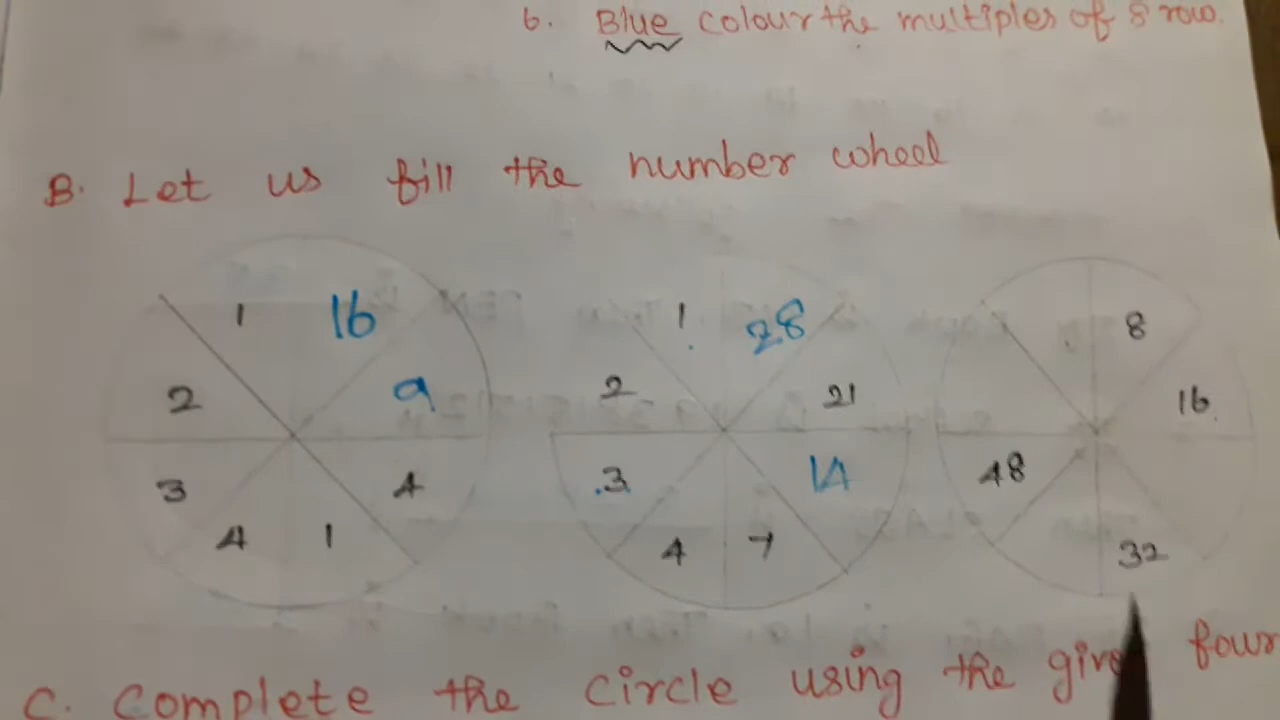 6. Blue colour the multiples of 8 row.
B. Let us fill the number wheel
1 16 1 28 8
2 9 2 21 16
3 4 3 14 48
4 1 4 7 32
C. Complete the circle using the given four